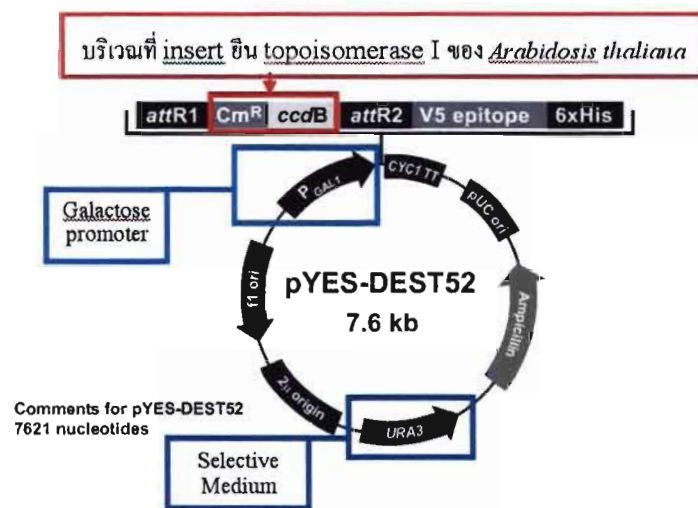 บริเวณที่ insert ยีน topoisomerase I ของ Arabidosis thaliana
attR1 CmR ccdB attR2 V5 epitope 6xHis
PGAL1
CYC1 TT
pUC ori
Galactose
promoter
f1 ori
pYES-DEST52
7.6 kb
Ampicillin
2µ origin
URA3
Comments for pYES-DEST52
7621 nucleotides
Selective
Medium